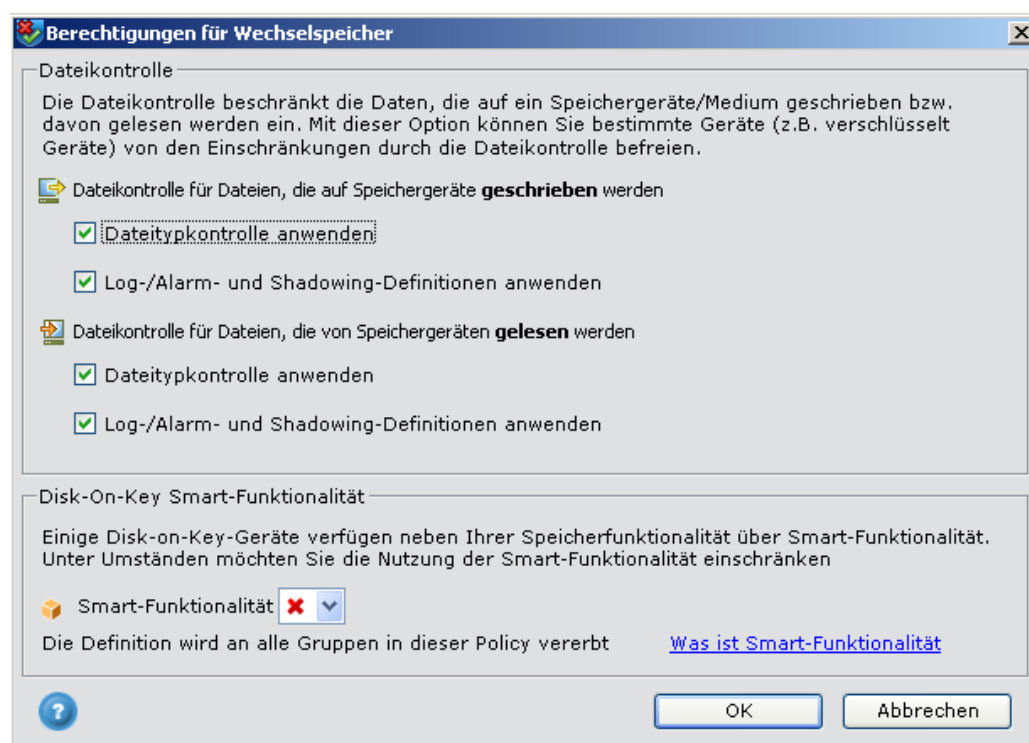 Berechtigungen für Wechselspeicher
Dateikontrolle
Die Dateikontrolle beschränkt die Daten, die auf ein Speichergeräte/Medium geschrieben bzw.
davon gelesen werden ein. Mit dieser Option können Sie bestimmte Geräte (z.B. verschlüsselt
Geräte) von den Einschränkungen durch die Dateikontrolle befreien.
Dateikontrolle für Dateien, die auf Speichergeräte geschrieben werden
Dateitypkontrolle anwenden
Log-/Alarm- und Shadowing-Definitionen anwenden
Dateikontrolle für Dateien, die von Speichergeräten gelesen werden
Dateitypkontrolle anwenden
Log-/Alarm- und Shadowing-Definitionen anwenden
Disk-On-Key Smart-Funktionalität
Einige Disk-on-Key-Geräte verfügen neben Ihrer Speicherfunktionalität über Smart-Funktionalität.
Unter Umständen möchten Sie die Nutzung der Smart-Funktionalität einschränken
Smart-Funktionalität
Die Definition wird an alle Gruppen in dieser Policy vererbt Was ist Smart-Funktionalität
? OK Abbrechen